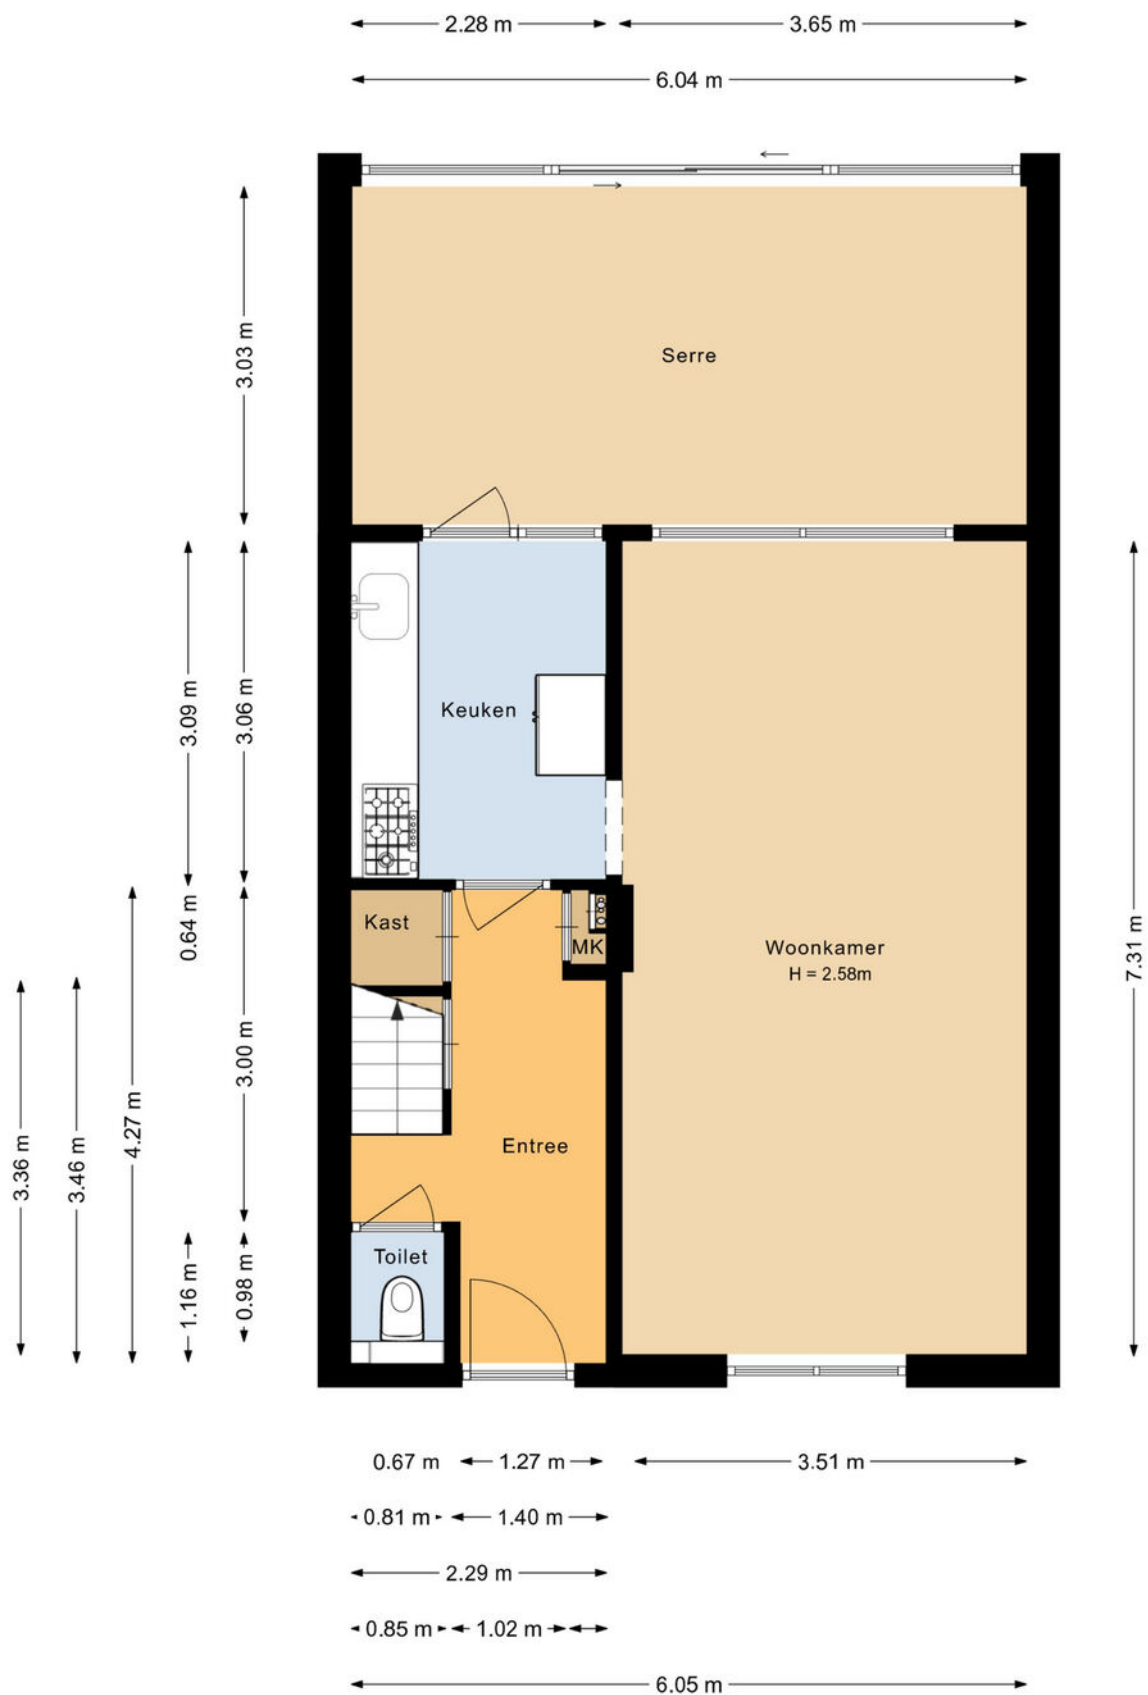 2.28 m 3.65 m
6.04 m
3.03 m
Serre
3.09 m
3.06 m
Keuken
7.31 m
Woonkamer
H = 2.58m
0.64 m
Kast
MK
3.00 m
4.27 m
3.46 m
3.36 m
Entree
Toilet
1.16 m
0.98 m
0.67 m 1.27 m 3.51 m
0.81 m 1.40 m
2.29 m
0.85 m 1.02 m
6.05 m